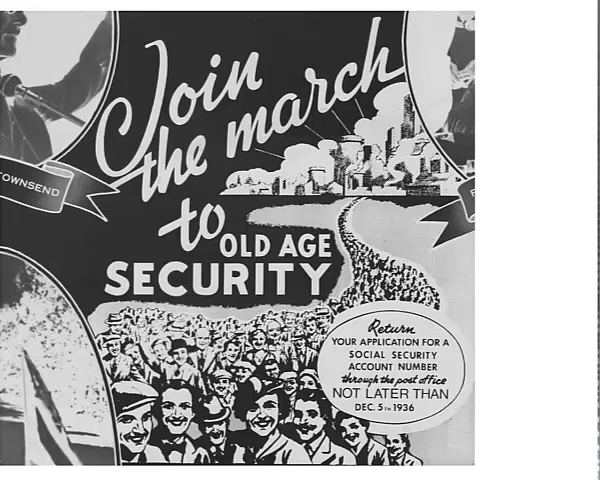 Join
the march
to OLD AGE
SECURITY
TOWNSEND
Return
YOUR APPLICATION FOR A
SOCIAL SECURITY
ACCOUNT NUMBER
through the post office
NOT LATER THAN
DEC. 5TH 1936